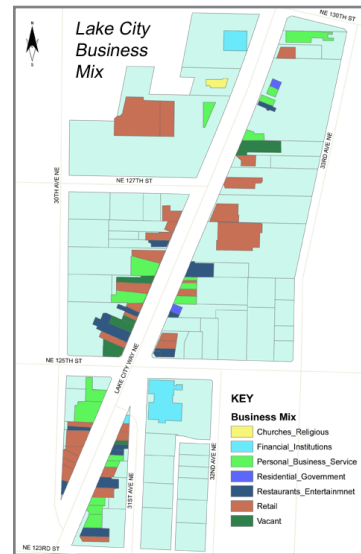 Lake City
Business
Mix
N
S
NE 130TH ST
33RD AVE NE
30TH AVE NE
NE 127TH ST
NE 125TH ST
LAKE CITY WAY NE
31ST AVE NE
32ND AVE NE
NE 123RD ST
KEY
Business Mix
Churches_Religious
Financial_Institutions
Personal_Business_Service
Residential_Government
Restaurants_Entertainmnet
Retail
Vacant